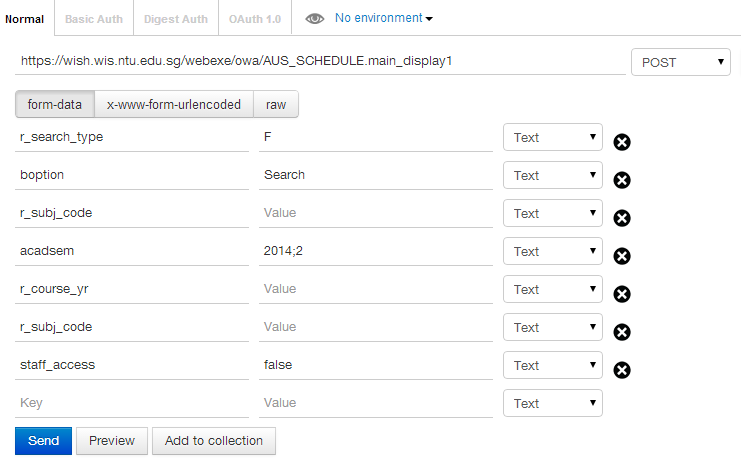 Normal Basic Auth Digest Auth OAuth 1.0 No environment
https://wish.wis.ntu.edu.sg/webexe/owa/AUS_SCHEDULE.main_display1 POST
form-data x-www-form-urlencoded raw
r_search_type F Text
boption Search Text
r_subj_code Value Text
acadsem 2014;2 Text
r_course_yr Value Text
r_subj_code Value Text
staff_access false Text
Key Value Text
Send Preview Add to collection